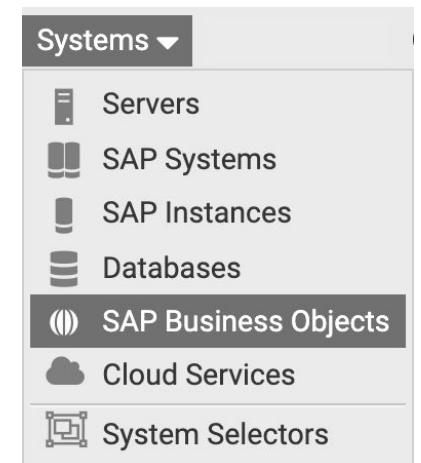 Systems
Servers
SAP Systems
SAP Instances
Databases
SAP Business Objects
Cloud Services
System Selectors